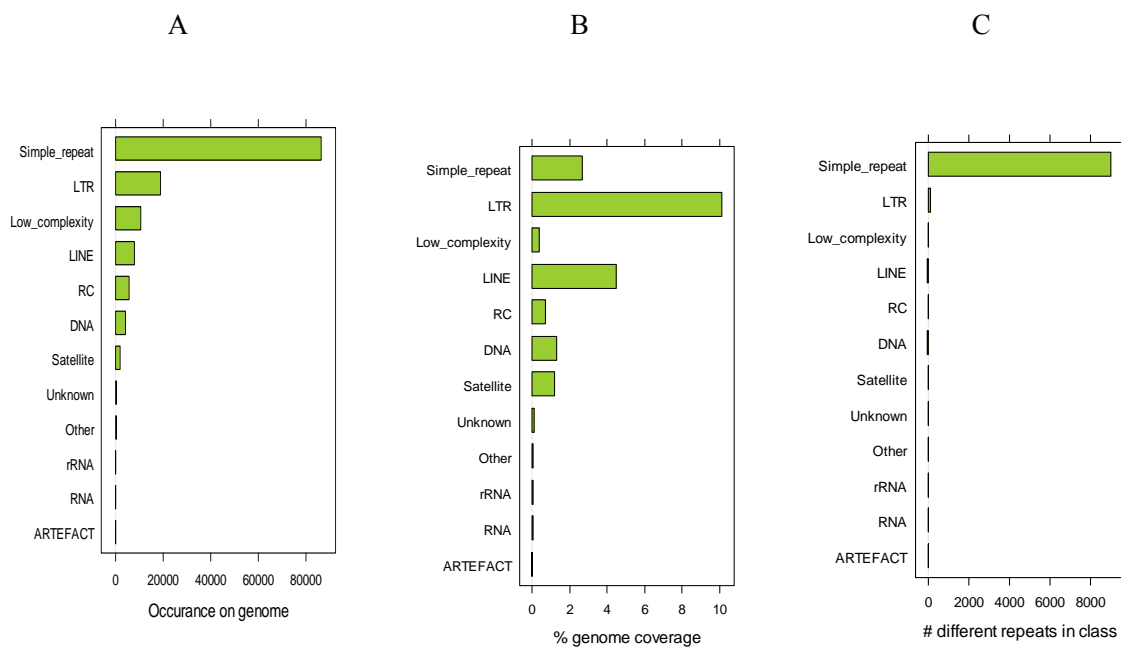 A
B
C
Simple_repeat
LTR
Low_complexity
LINE
RC
DNA
Satellite
Unknown
Other
rRNA
RNA
ARTEFACT
0 20000 40000 60000 80000
Occurance on genome
Simple_repeat
LTR
Low_complexity
LINE
RC
DNA
Satellite
Unknown
Other
rRNA
RNA
ARTEFACT
0 2 4 6 8 10
% genome coverage
Simple_repeat
LTR
Low_complexity
LINE
RC
DNA
Satellite
Unknown
Other
rRNA
RNA
ARTEFACT
0 2000 4000 6000 8000
# different repeats in class